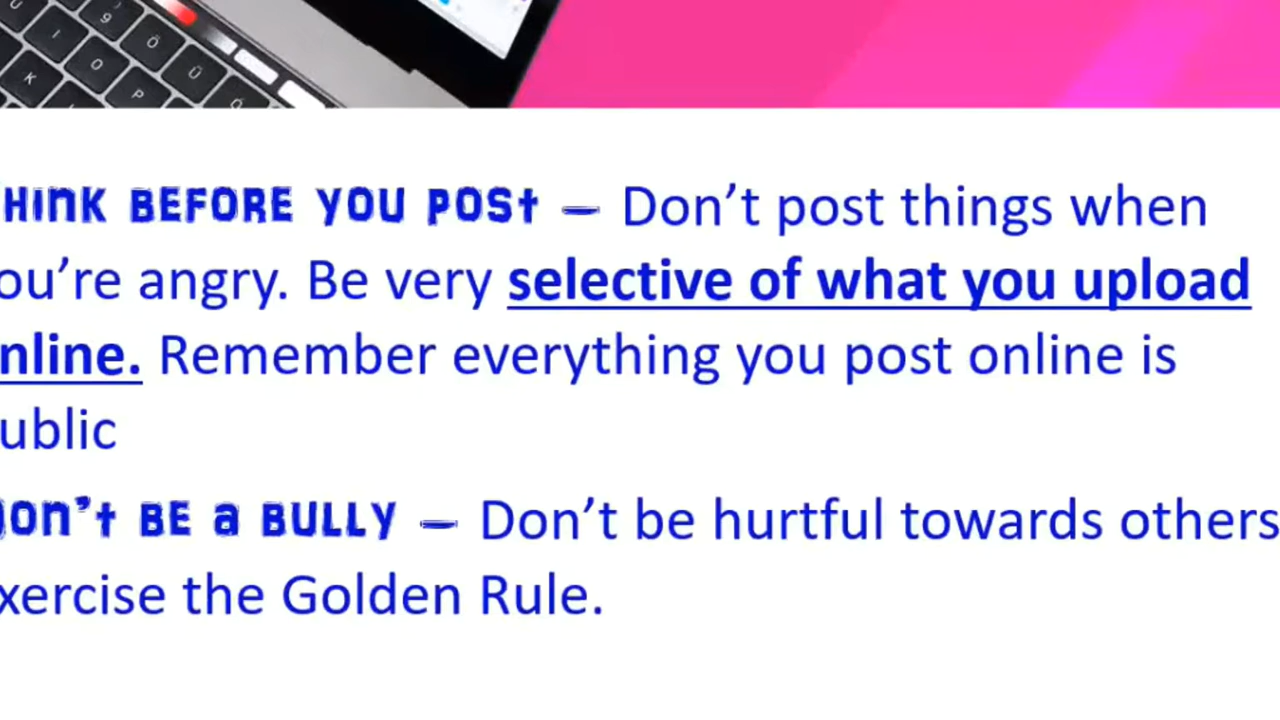 HINK BEFORE YOU POST – Don't post things when
ou're angry. Be very selective of what you upload
nline. Remember everything you post online is
ublic
DON't BE a BULLY – Don't be hurtful towards others
xercise the Golden Rule.